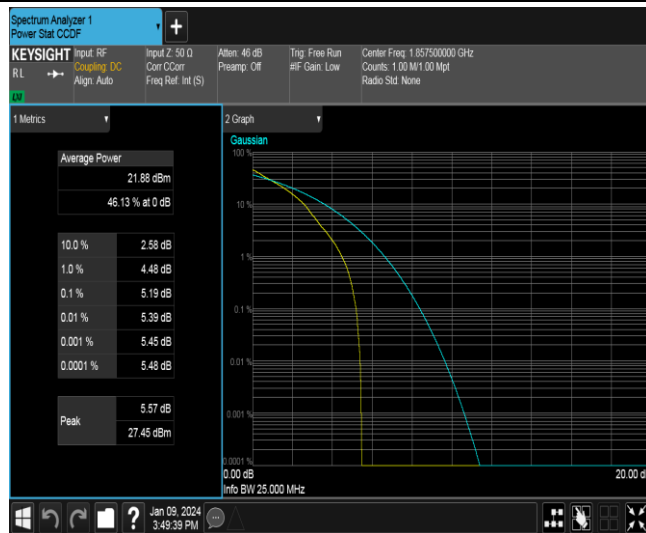 Spectrum Analyzer 1
Power Stat CCDF
+
KEYSIGHT
RL
LXI
Input: RF
Coupling: DC
Align: Auto
Input Z: 50 Ω
Corr CCorr
Freq Ref: Int (S)
Atten: 46 dB
Preamp: Off
Trig: Free Run
#IF Gain: Low
Center Freq: 1.857500000 GHz
Counts: 1.00 M/1.00 Mpt
Radio Std: None
1 Metrics
Average Power
21.88 dBm
46.13 % at 0 dB
10.0 % 2.58 dB
1.0 % 4.48 dB
0.1 % 5.19 dB
0.01 % 5.39 dB
0.001 % 5.45 dB
0.0001 % 5.48 dB
Peak
5.57 dB
27.45 dBm
2 Graph
Gaussian
100 %
10 %
1 %
0.1 %
0.01 %
0.001 %
0.0001 %
0.00 dB
20.00 d
Info BW 25.000 MHz
?
Jan 09, 2024
3:49:39 PM